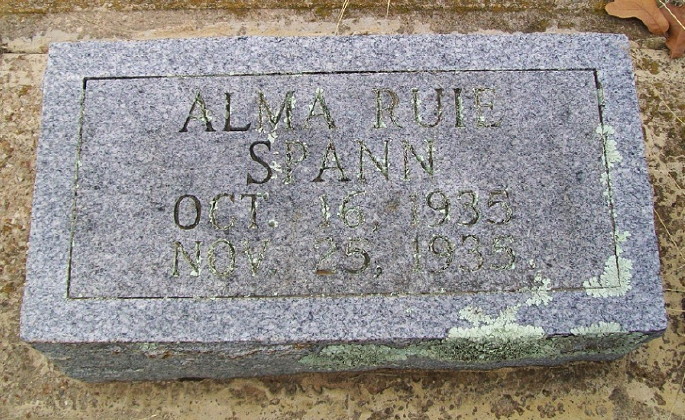 ALMA RUIE
SPANN
OCT. 16, 1935
NOV. 25, 1935